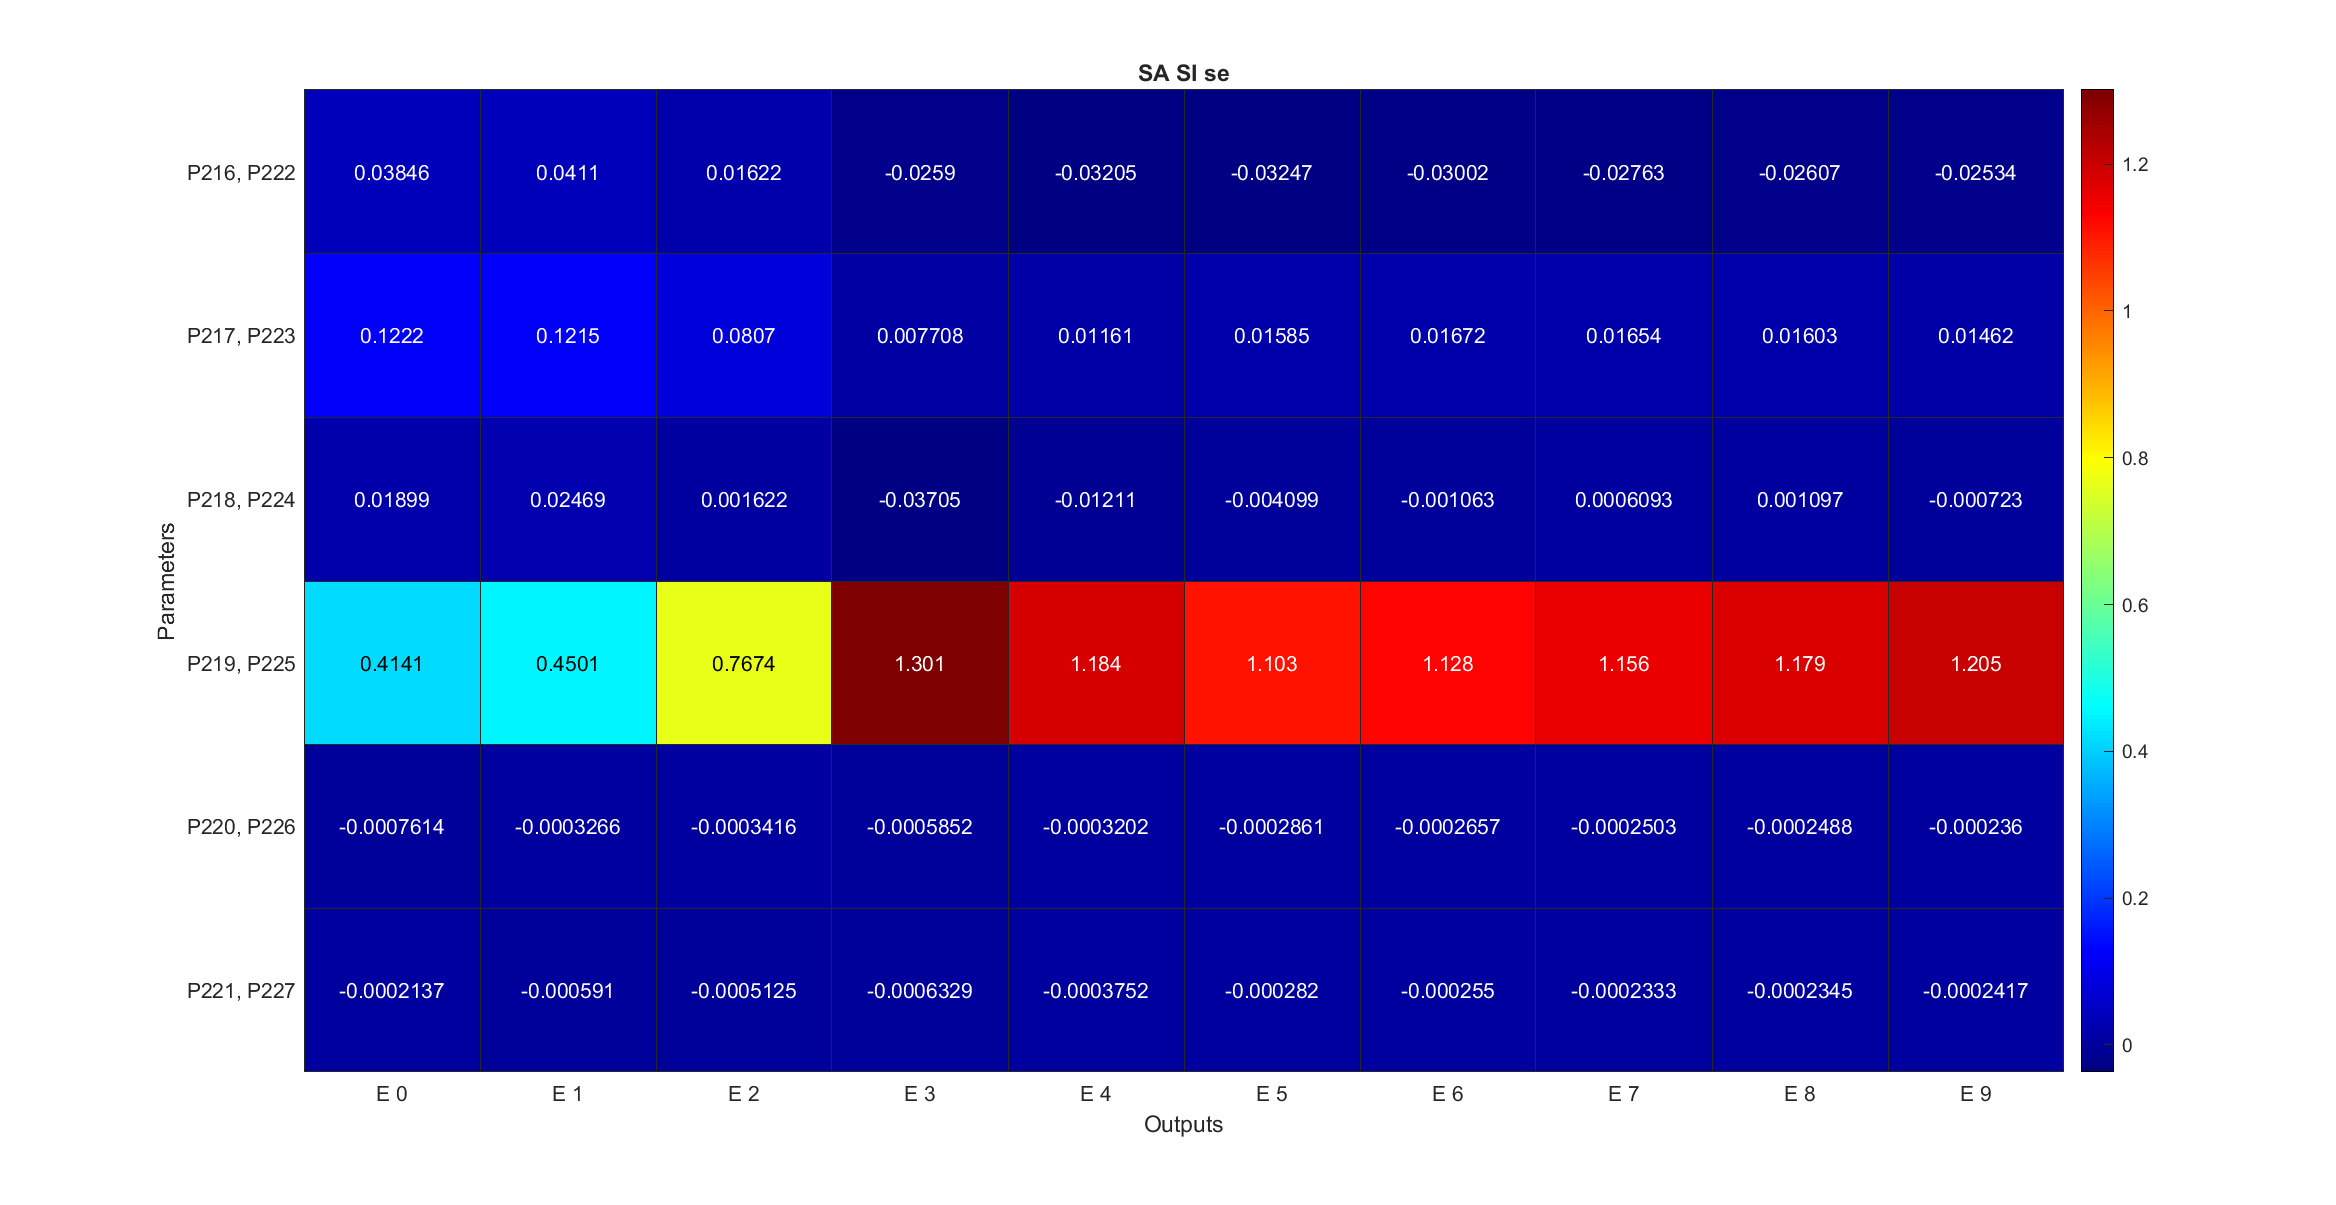 SA SI se
P216, P222 0.03846 0.0411 0.01622 -0.0259 -0.03205 -0.03247 -0.03002 -0.02763 -0.02607 -0.02534
P217, P223 0.1222 0.1215 0.0807 0.007708 0.01161 0.01585 0.01672 0.01654 0.01603 0.01462
P218, P224 0.01899 0.02469 0.001622 -0.03705 -0.01211 -0.004099 -0.001063 0.0006093 0.001097 -0.000723
P219, P225 0.4141 0.4501 0.7674 1.301 1.184 1.103 1.128 1.156 1.179 1.205
P220, P226 -0.0007614 -0.0003266 -0.0003416 -0.0005852 -0.0003202 -0.0002861 -0.0002657 -0.0002503 -0.0002488 -0.000236
P221, P227 -0.0002137 -0.000591 -0.0005125 -0.0006329 -0.0003752 -0.000282 -0.000255 -0.0002333 -0.0002345 -0.0002417
E 0 E 1 E 2 E 3 E 4 E 5 E 6 E 7 E 8 E 9
Outputs
Parameters
1.2
1
0.8
0.6
0.4
0.2
0